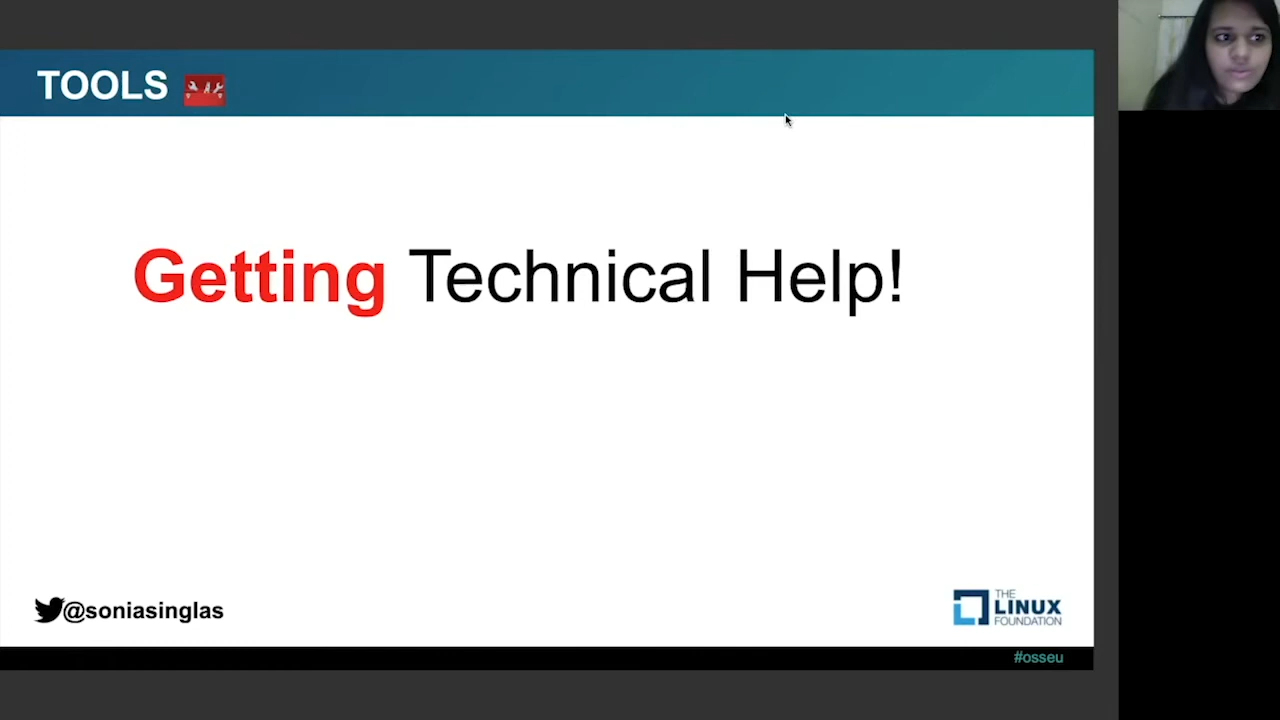 TOOLS
Getting Technical Help!
@soniasinglas
THE
LINUX
FOUNDATION
#osseu